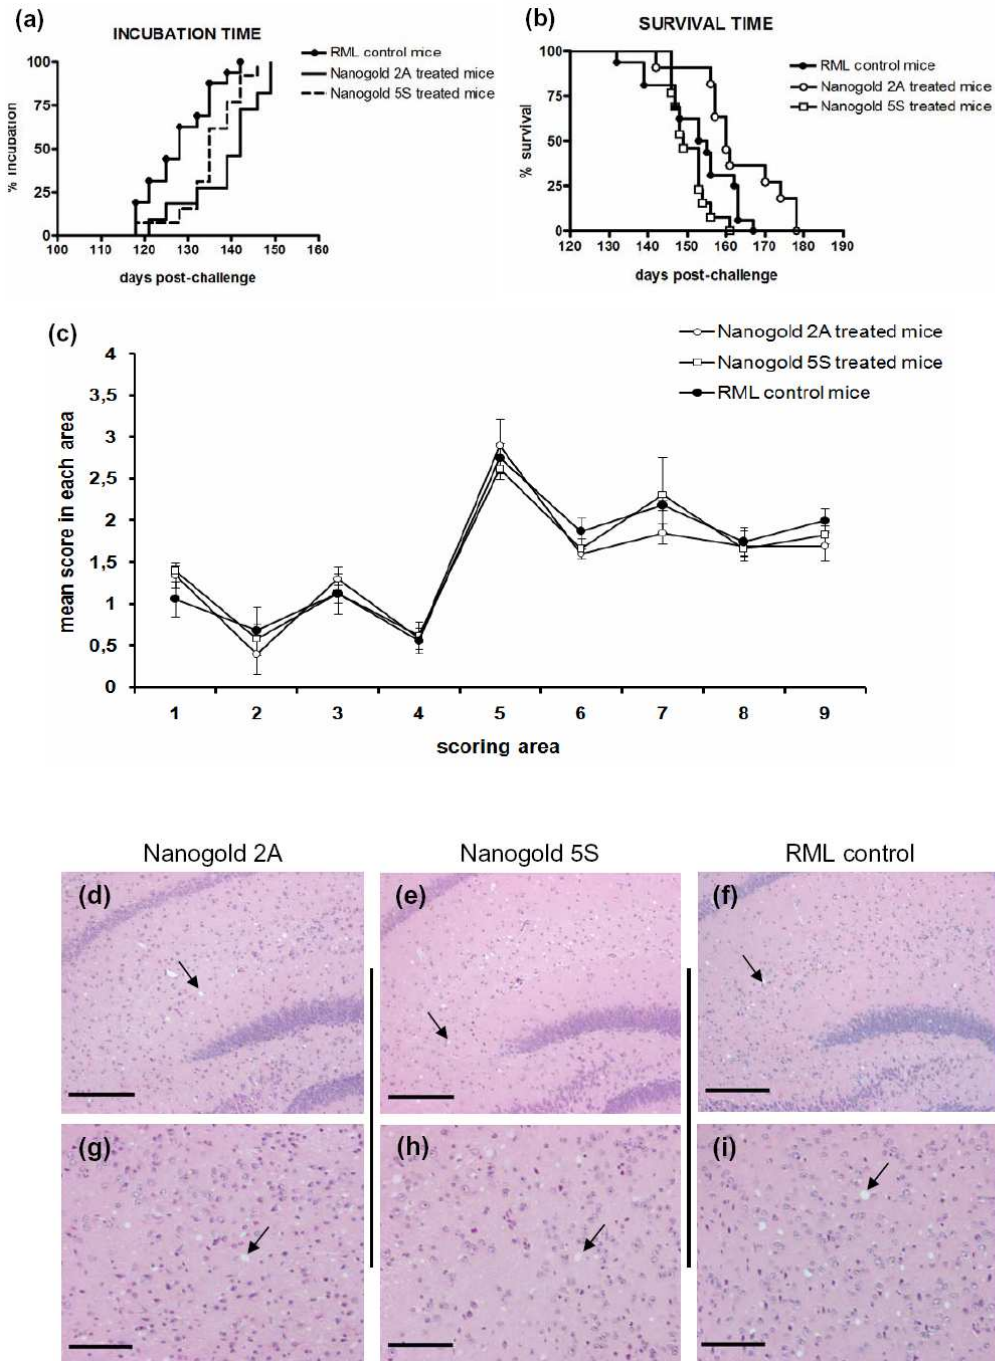 (a)
INCUBATION TIME
RML control mice
Nanogold 2A treated mice
Nanogold 5S treated mice
% incubation
100
75
50
25
0
100 110 120 130 140 150 160
days post-challenge
(b)
SURVIVAL TIME
RML control mice
Nanogold 2A treated mice
Nanogold 5S treated mice
% survival
100
75
50
25
0
120 130 140 150 160 170 180 190
days post-challenge
(c)
Nanogold 2A treated mice
Nanogold 5S treated mice
RML control mice
mean score in each area
4
3,5
3
2,5
2
1,5
1
0,5
0
1 2 3 4 5 6 7 8 9
scoring area
Nanogold 2A Nanogold 5S RML control
(d) (e) (f)
(g) (h) (i)